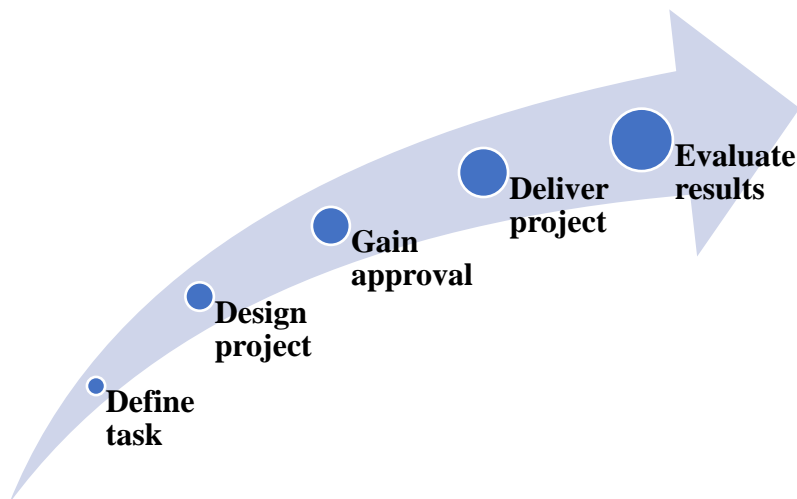 Define
task
Design
project
Gain
approval
Deliver
project
Evaluate
results